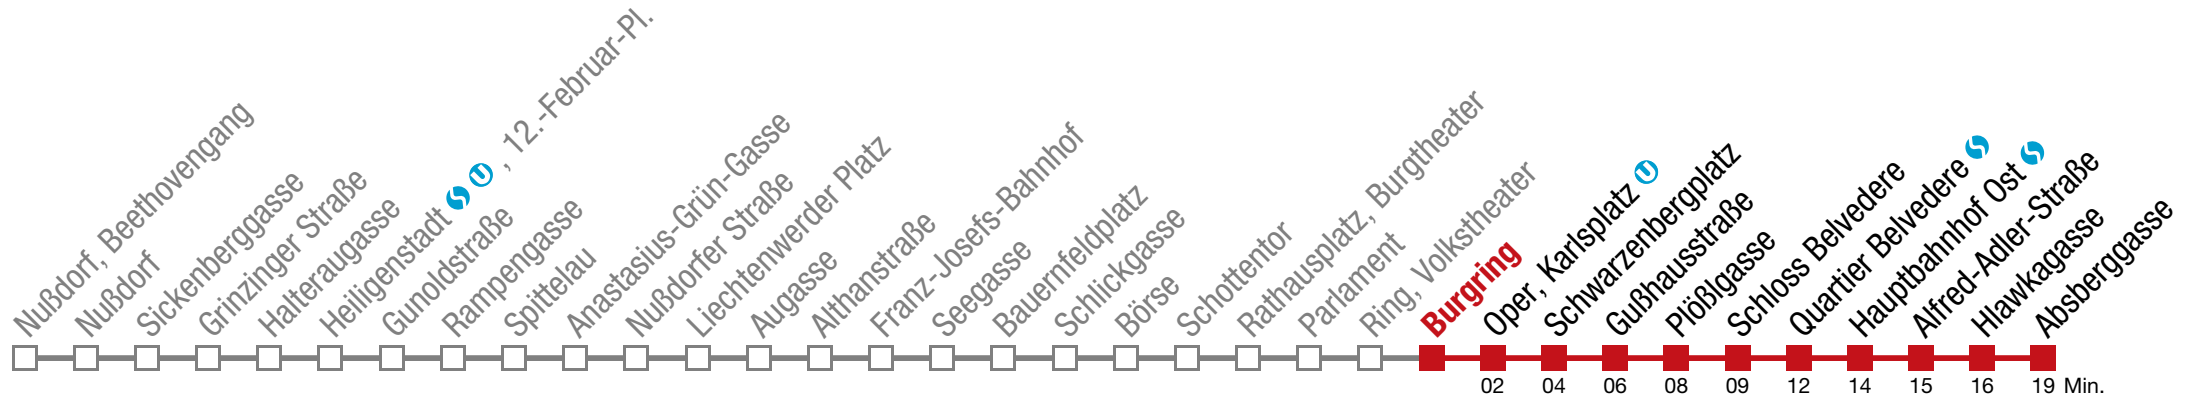 Nußdorf, Beethovengang
Nußdorf
Sickenberggasse
Grinzinger Straße
Halteraugasse
Heiligenstadt S U , 12.-Februar-Pl.
Gunoldstraße
Rampengasse
Spittelau
Anastasius-Grün-Gasse
Nußdorfer Straße
Liechtenwerder Platz
Augasse
Althanstraße
Franz-Josefs-Bahnhof
Seegasse
Bauernfeldplatz
Schlickgasse
Börse
Schottentor
Rathausplatz, Burgtheater
Parlament
Ring, Volkstheater
Burgring
Oper, Karlsplatz U
Schwarzenbergplatz
Gußhausstraße
Plößlgasse
Schloss Belvedere
Quartier Belvedere S
Hauptbahnhof Ost S
Alfred-Adler-Straße
Hlawkagasse
Absberggasse
02 04 06 08 09 12 14 15 16 19 Min.